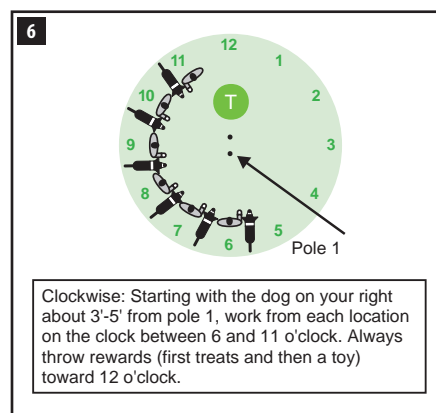 6
12
11
1
10
2
T
9
3
8
4
7
5
6
Pole 1
Clockwise: Starting with the dog on your right
about 3'-5' from pole 1, work from each location
on the clock between 6 and 11 o'clock. Always
throw rewards (first treats and then a toy)
toward 12 o'clock.